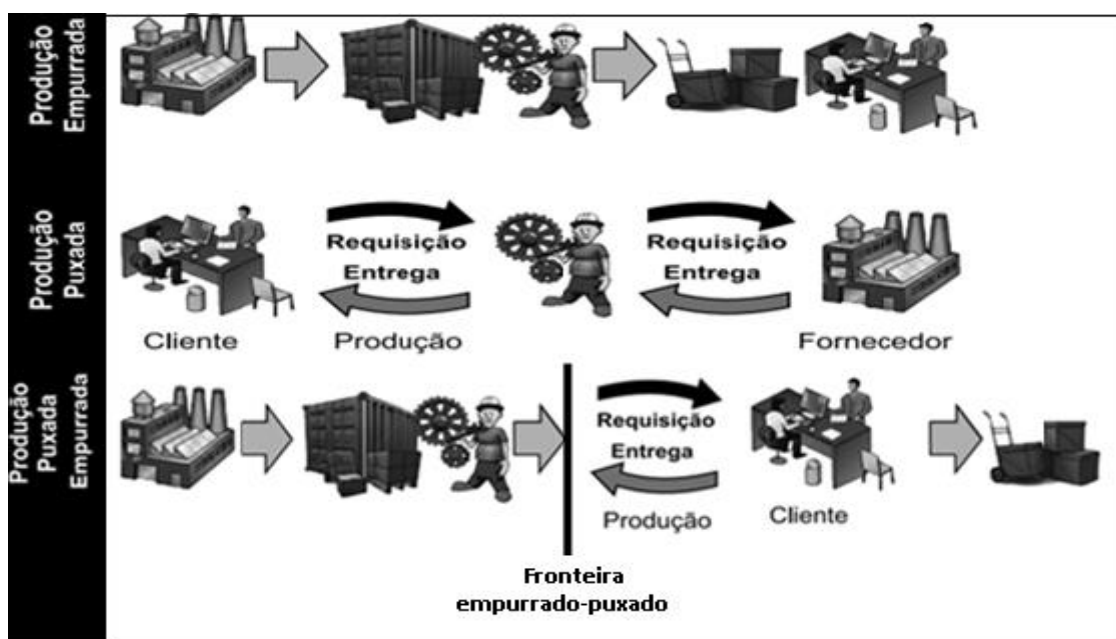 Produção
Empurrada
Produção
Puxada
Requisição
Entrega
Requisição
Entrega
Cliente
Produção
Fornecedor
Produção
Puxada
Empurrada
Requisição
Entrega
Produção
Cliente
Fronteira
empurrado-puxado